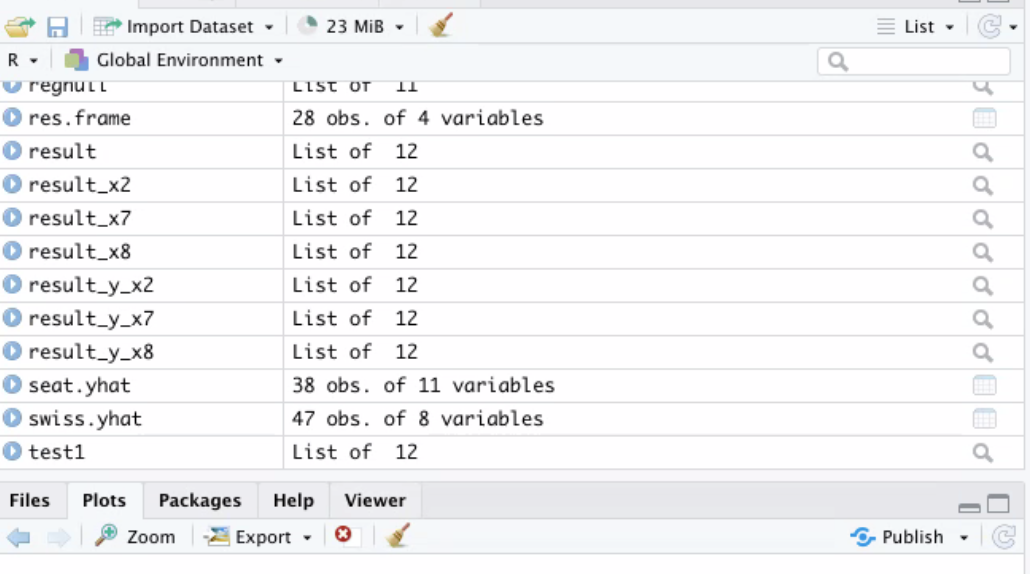 Import Dataset 23 MiB List
R Global Environment
regnull List of 11
res.frame 28 obs. of 4 variables
result List of 12
result_x2 List of 12
result_x7 List of 12
result_x8 List of 12
result_y_x2 List of 12
result_y_x7 List of 12
result_y_x8 List of 12
seat.yhat 38 obs. of 11 variables
swiss.yhat 47 obs. of 8 variables
test1 List of 12
Files Plots Packages Help Viewer
Zoom Export Publish